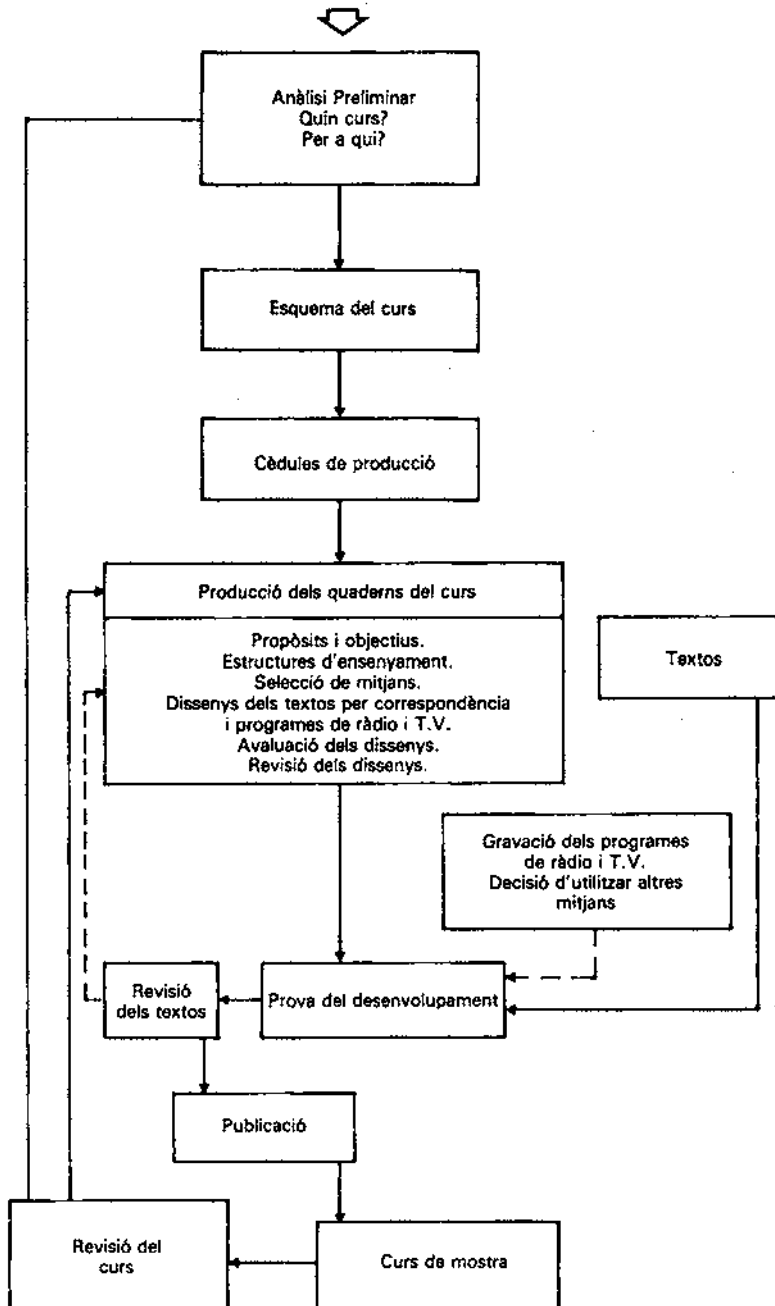 Anàlisi Preliminar
Quin curs?
Per a qui?
Esquema del curs
Cèdules de producció
Producció dels quaderns del curs
Propòsits i objectius.
Estructures d'ensenyament.
Selecció de mitjans.
Dissenys dels textos per correspondència
i programes de ràdio i T.V.
Avaluació dels dissenys.
Revisió dels dissenys.
Textos
Gravació dels programes
de ràdio i T.V.
Decisió d'utilitzar altres
mitjans
Revisió
dels textos
Prova del desenvolupament
Publicació
Revisió del
curs
Curs de mostra